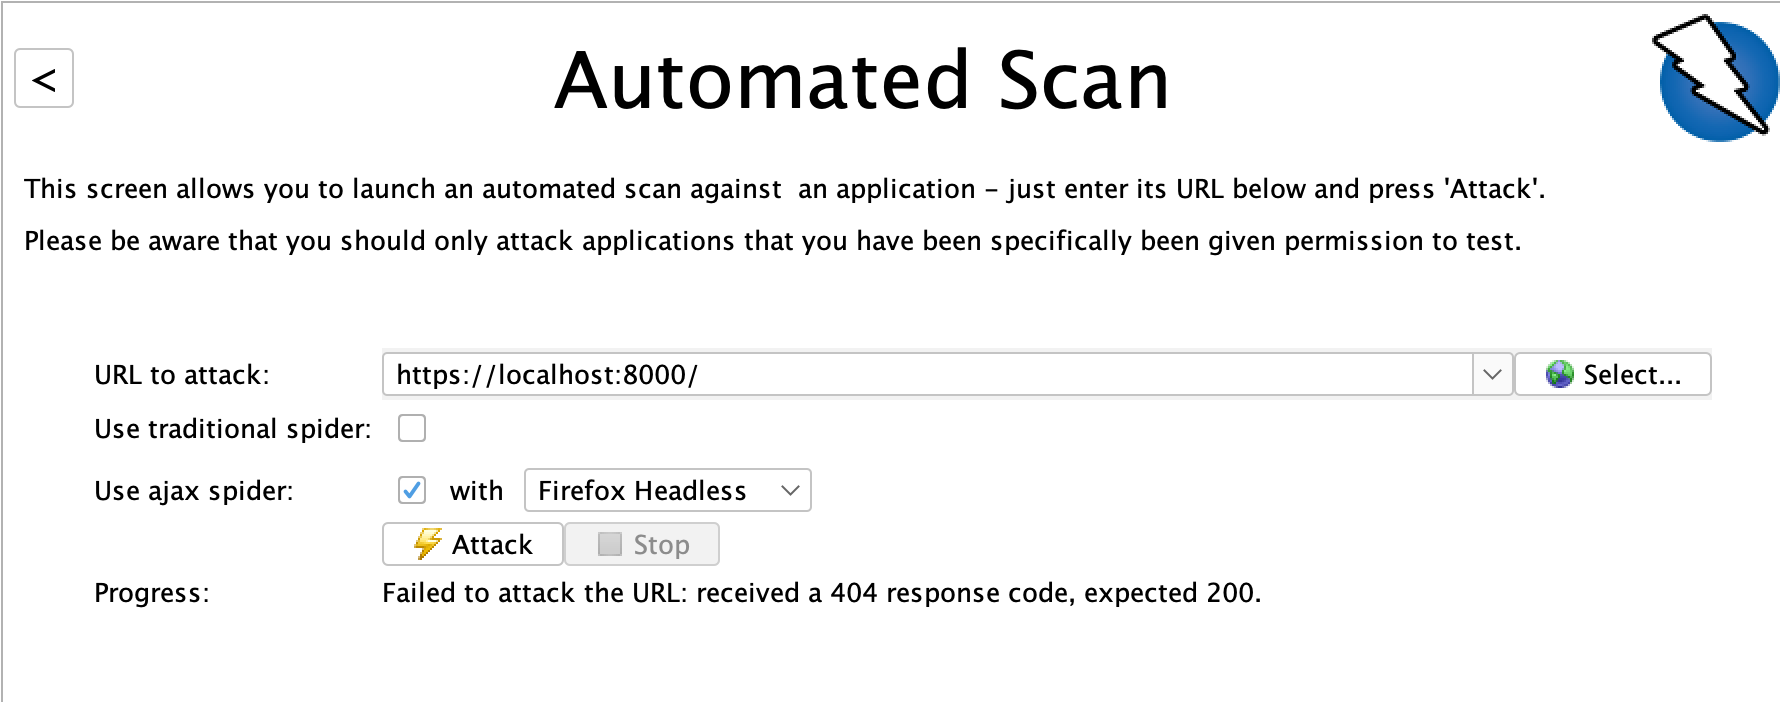 <
Automated Scan
This screen allows you to launch an automated scan against  an application – just enter its URL below and press 'Attack'.
Please be aware that you should only attack applications that you have been specifically been given permission to test.
URL to attack: https://localhost:8000/ Select...
Use traditional spider:
Use ajax spider: with Firefox Headless
Attack Stop
Progress: Failed to attack the URL: received a 404 response code, expected 200.